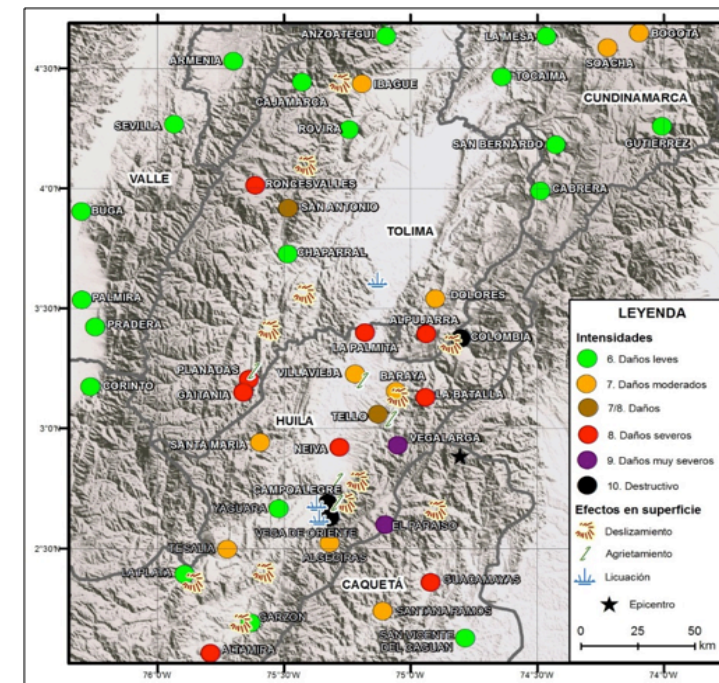 ANZOATEGUI
LA MESA
BOGOTA
SOACHA
4°30'N
ARMENIA
IBAGUE
TOCAIMA
CAJAMARCA
CUNDINAMARCA
SEVILLA
ROVIRA
SAN BERNARDO
GUTIERREZ
VALLE
RONCESVALLES
4°0'N
CABRERA
BUGA
SAN ANTONIO
TOLIMA
CHAPARRAL
PALMIRA
DOLORES
3°30'N
PRADERA
ALPUJARRA
COLOMBIA
LA PALMITA
PLANADAS
VILLAVIEJA
BARAYA
CORINTO
GAITANIA
LA BATALLA
TELLO
HUILA
3°0'N
SANTA MARIA
NEIVA
VEGALARGA
CAMPOALEGRE
YAGUARA
VEGA DE ORIENTE
EL PARAISO
2°30'N
TESALIA
ALGECIRAS
LA PLATA
CAQUETÁ
GUACAMAYAS
GARZON
SANTANA RAMOS
SAN VICENTE
DEL CAGUAN
ALTAMIRA
76°0'W
75°30'W
75°0'W
74°30'W
74°0'W
LEYENDA
Intensidades
6. Daños leves
7. Daños moderados
7/8. Daños
8. Daños severos
9. Daños muy severos
10. Destructivo
Efectos en superficie
Deslizamiento
Agrietamiento
Licuación
Epicentro
0 25 50
km